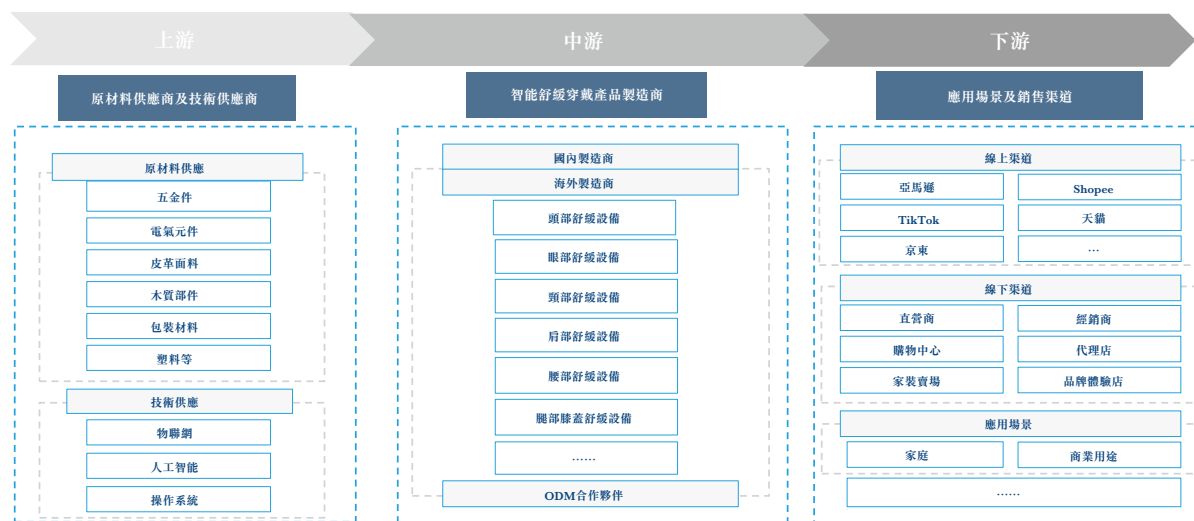 上游
中游
下游
原材料供應商及技術供應商
智能舒緩穿戴產品製造商
應用場景及銷售渠道
原材料供應
五金件
電氣元件
皮革面料
木質部件
包裝材料
塑料等
技術供應
物聯網
人工智能
操作系統
國內製造商
海外製造商
頭部舒緩設備
眼部舒緩設備
頸部舒緩設備
肩部舒緩設備
腰部舒緩設備
腿部膝蓋舒緩設備
……
ODM合作夥伴
線上渠道
亞馬遜
Shopee
TikTok
天貓
京東
…
線下渠道
直營商
經銷商
購物中心
代理店
家裝賣場
品牌體驗店
應用場景
家庭
商業用途
……